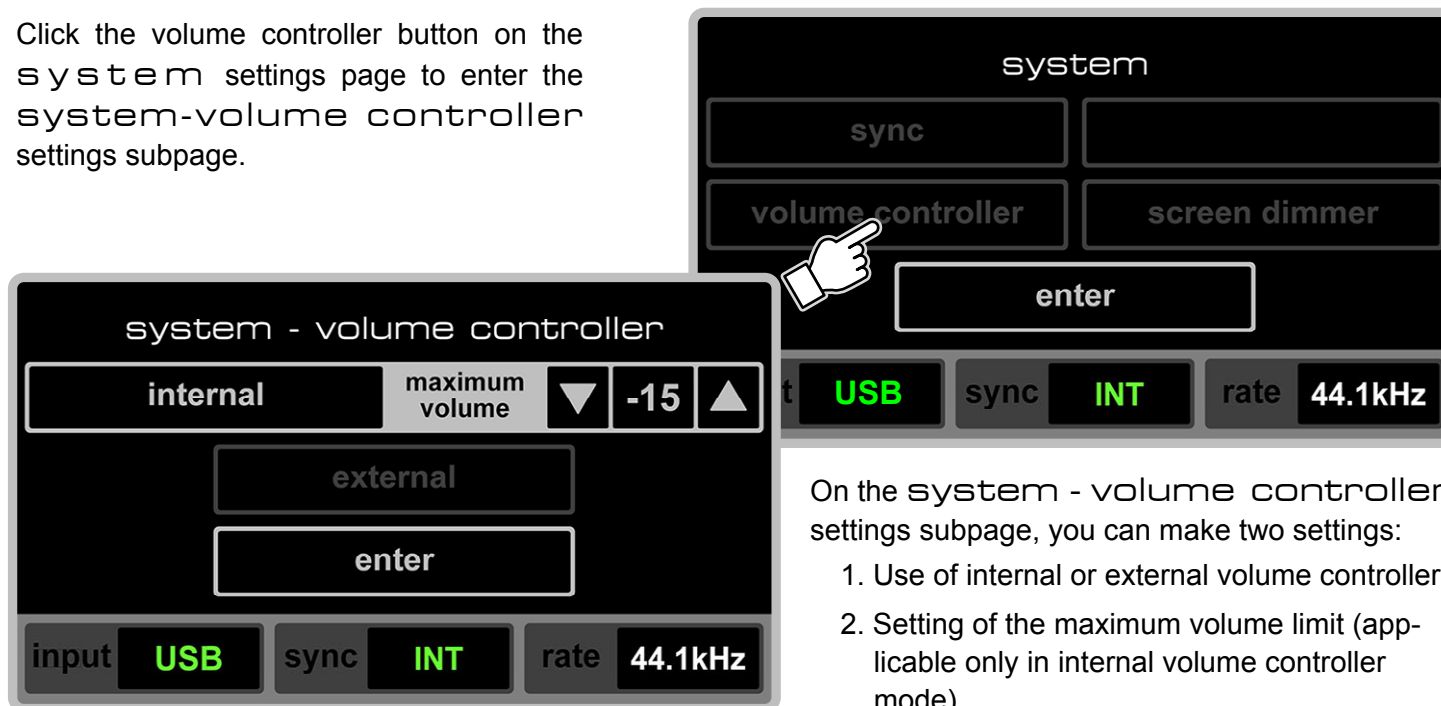 Click the volume controller button on the
system settings page to enter the
system-volume controller
settings subpage.
system
sync
volume controller
screen dimmer
enter
t USB sync INT rate 44.1kHz
system - volume controller
internal
maximum
volume
-15
external
enter
input USB sync INT rate 44.1kHz
On the system - volume controller
settings subpage, you can make two settings:
1. Use of internal or external volume controller
2. Setting of the maximum volume limit (app-
licable only in internal volume controller
mode)